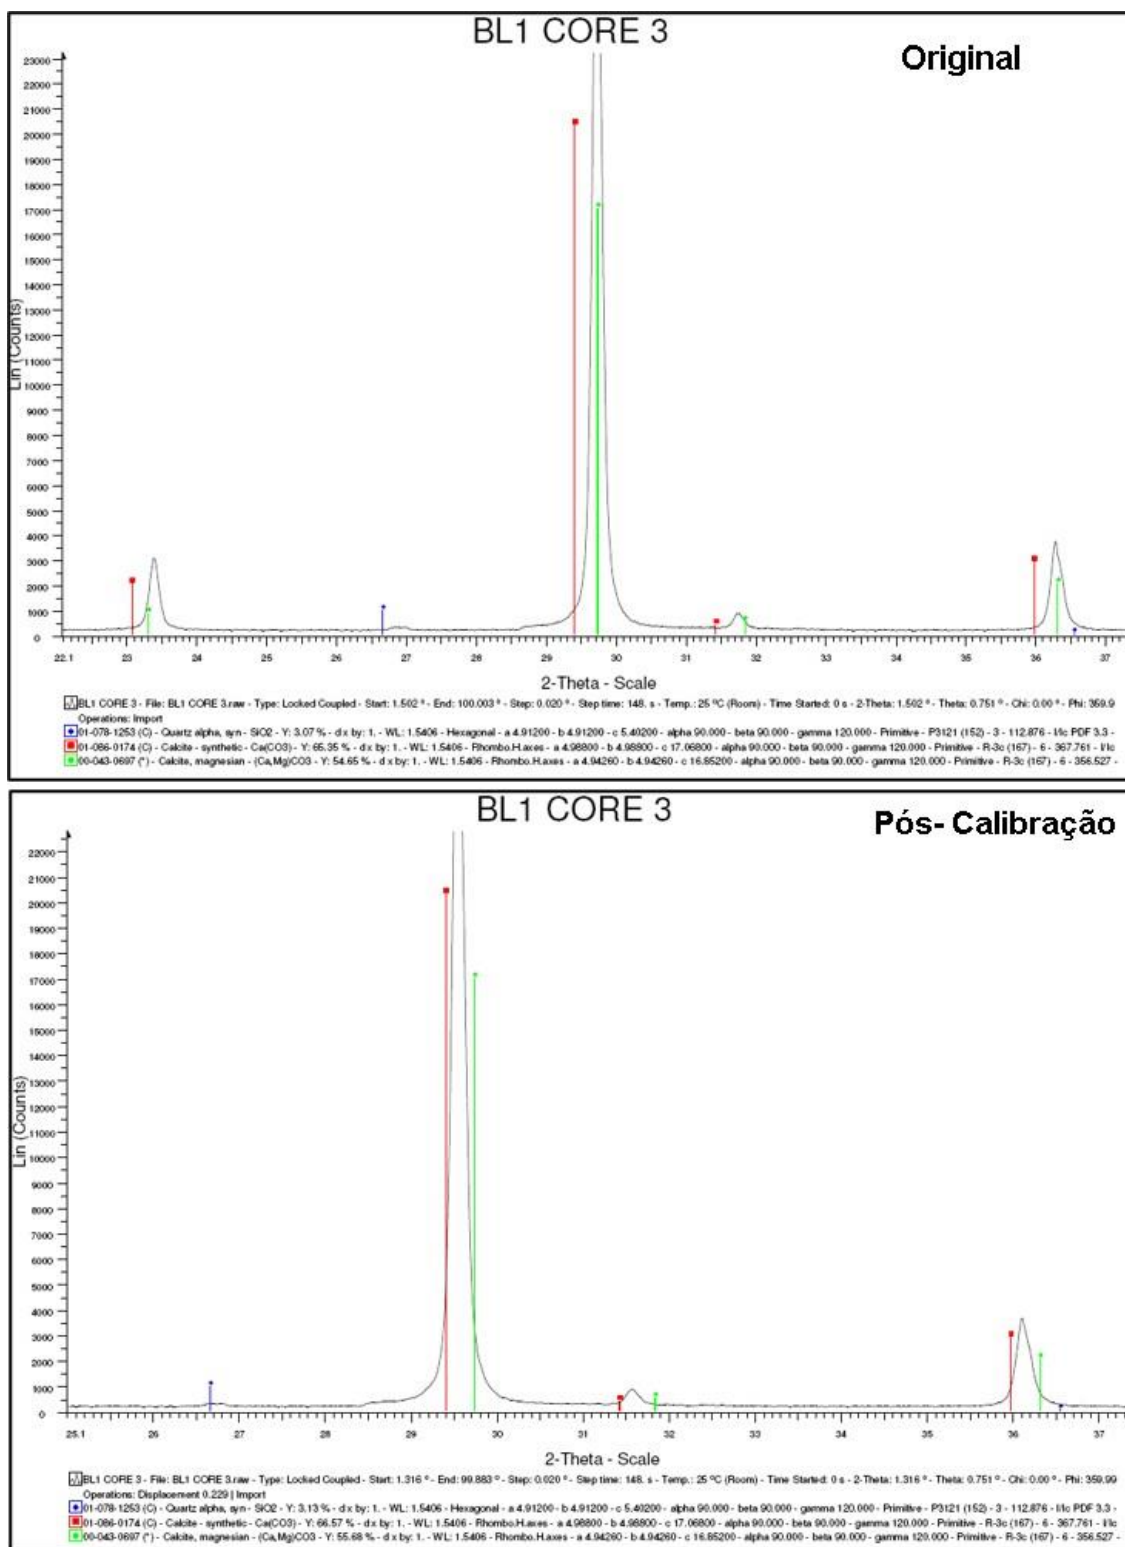 BL1 CORE 3
Original
Lin (Counts)
23000
22000
21000
20000
19000
18000
17000
16000
15000
14000
13000
12000
11000
10000
9000
8000
7000
6000
5000
4000
3000
2000
1000
0
22.1 23 24 25 26 27 28 29 30 31 32 33 34 35 36 37
2-Theta - Scale
BL1 CORE 3 - File: BL1 CORE 3.raw - Type: Locked Coupled - Start: 1.502 ° - End: 100.003 ° - Step: 0.020 ° - Step time: 148. s - Temp.: 25 °C (Room) - Time Started: 0 s - 2-Theta: 1.502 ° - Theta: 0.751 ° - Chi: 0.00 ° - Phi: 359.9
Operations: Import
01-078-1253 (C) - Quartz alpha, syn - SiO2 - Y: 3.07 % - d x by: 1. - WL: 1.5406 - Hexagonal - a 4.91200 - b 4.91200 - c 5.40200 - alpha 90.000 - beta 90.000 - gamma 120.000 - Primitive - P3121 (152) - 3 - 112.876 - I/Ic PDF 3.3 -
01-086-0174 (C) - Calcite - synthetic - Ca(CO3) - Y: 65.35 % - d x by: 1. - WL: 1.5406 - Rhombo.H.axes - a 4.98800 - b 4.98800 - c 17.06800 - alpha 90.000 - beta 90.000 - gamma 120.000 - Primitive - R-3c (167) - 6 - 367.761 - I/Ic
00-043-0697 (*) - Calcite, magnesian - (Ca,Mg)CO3 - Y: 54.65 % - d x by: 1. - WL: 1.5406 - Rhombo.H.axes - a 4.94260 - b 4.94260 - c 16.85200 - alpha 90.000 - beta 90.000 - gamma 120.000 - Primitive - R-3c (167) - 6 - 356.527 -
BL1 CORE 3
Pós- Calibração
Lin (Counts)
22000
21000
20000
19000
18000
17000
16000
15000
14000
13000
12000
11000
10000
9000
8000
7000
6000
5000
4000
3000
2000
1000
0
25.1 26 27 28 29 30 31 32 33 34 35 36 37
2-Theta - Scale
BL1 CORE 3 - File: BL1 CORE 3.raw - Type: Locked Coupled - Start: 1.316 ° - End: 99.883 ° - Step: 0.020 ° - Step time: 148. s - Temp.: 25 °C (Room) - Time Started: 0 s - 2-Theta: 1.316 ° - Theta: 0.751 ° - Chi: 0.00 ° - Phi: 359.99
Operations: Displacement 0.229 | Import
01-078-1253 (C) - Quartz alpha, syn - SiO2 - Y: 3.13 % - d x by: 1. - WL: 1.5406 - Hexagonal - a 4.91200 - b 4.91200 - c 5.40200 - alpha 90.000 - beta 90.000 - gamma 120.000 - Primitive - P3121 (152) - 3 - 112.876 - I/Ic PDF 3.3 -
01-086-0174 (C) - Calcite - synthetic - Ca(CO3) - Y: 66.57 % - d x by: 1. - WL: 1.5406 - Rhombo.H.axes - a 4.98800 - b 4.98800 - c 17.06800 - alpha 90.000 - beta 90.000 - gamma 120.000 - Primitive - R-3c (167) - 6 - 367.761 - I/Ic
00-043-0697 (*) - Calcite, magnesian - (Ca,Mg)CO3 - Y: 55.68 % - d x by: 1. - WL: 1.5406 - Rhombo.H.axes - a 4.94260 - b 4.94260 - c 16.85200 - alpha 90.000 - beta 90.000 - gamma 120.000 - Primitive - R-3c (167) - 6 - 356.527 -